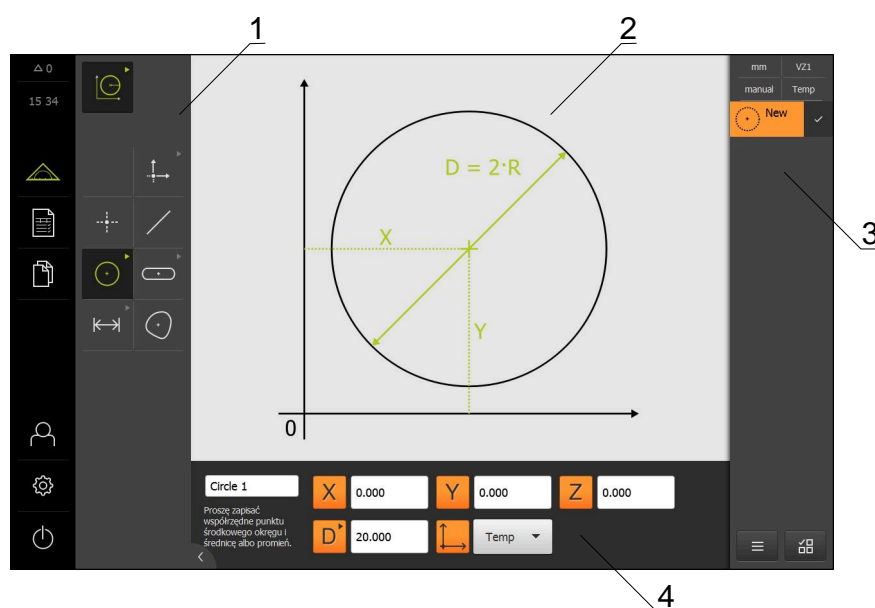 1
2
0
15 34
mm VZ1
manual Temp
New
D = 2·R
X
3
Y
0
Circle 1
X 0.000 Y 0.000 Z 0.000
Proszę zapisać
współrzędne punktu
środkowego okręgu i
średnicę albo promień.
D 20.000 Temp
4